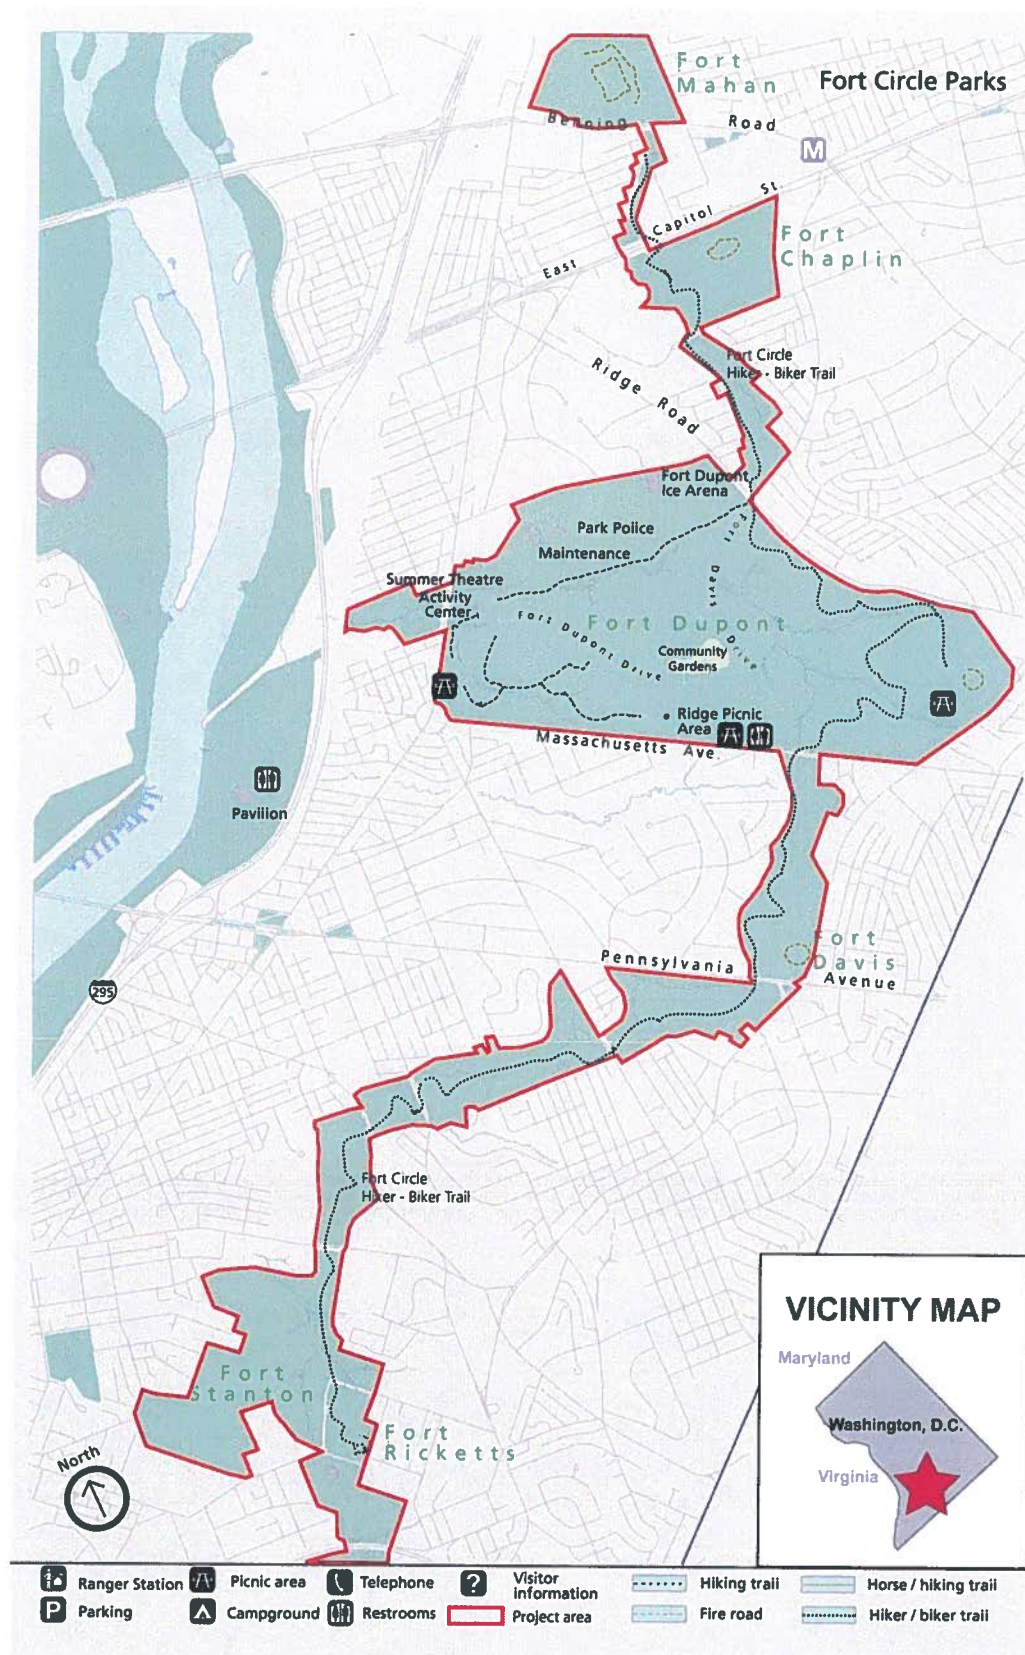 Fort
Mahan
Fort Circle Parks
Benning
Road
M
St.
Capitol
East
Fort
Chaplin
Fort Circle
Hiker - Biker Trail
Ridge Road
Fort Dupont
Ice Arena
Park Police
Maintenance
Fort
Davis
Drive
Summer Theatre
Activity
Center
Fort Dupont Drive
Fort Dupont
Community
Gardens
Ridge Picnic
Area
Massachusetts Ave.
Pavilion
Fort
Davis
Pennsylvania
Avenue
295
Fort Circle
Hiker - Biker Trail
Fort
Stanton
Fort
Ricketts
North
VICINITY MAP
Maryland
Washington, D.C.
Virginia
Ranger Station
Picnic area
Telephone
?
Visitor
information
Hiking trail
Horse / hiking trail
P
Parking
Campground
Restrooms
Project area
Fire road
Hiker / biker trail